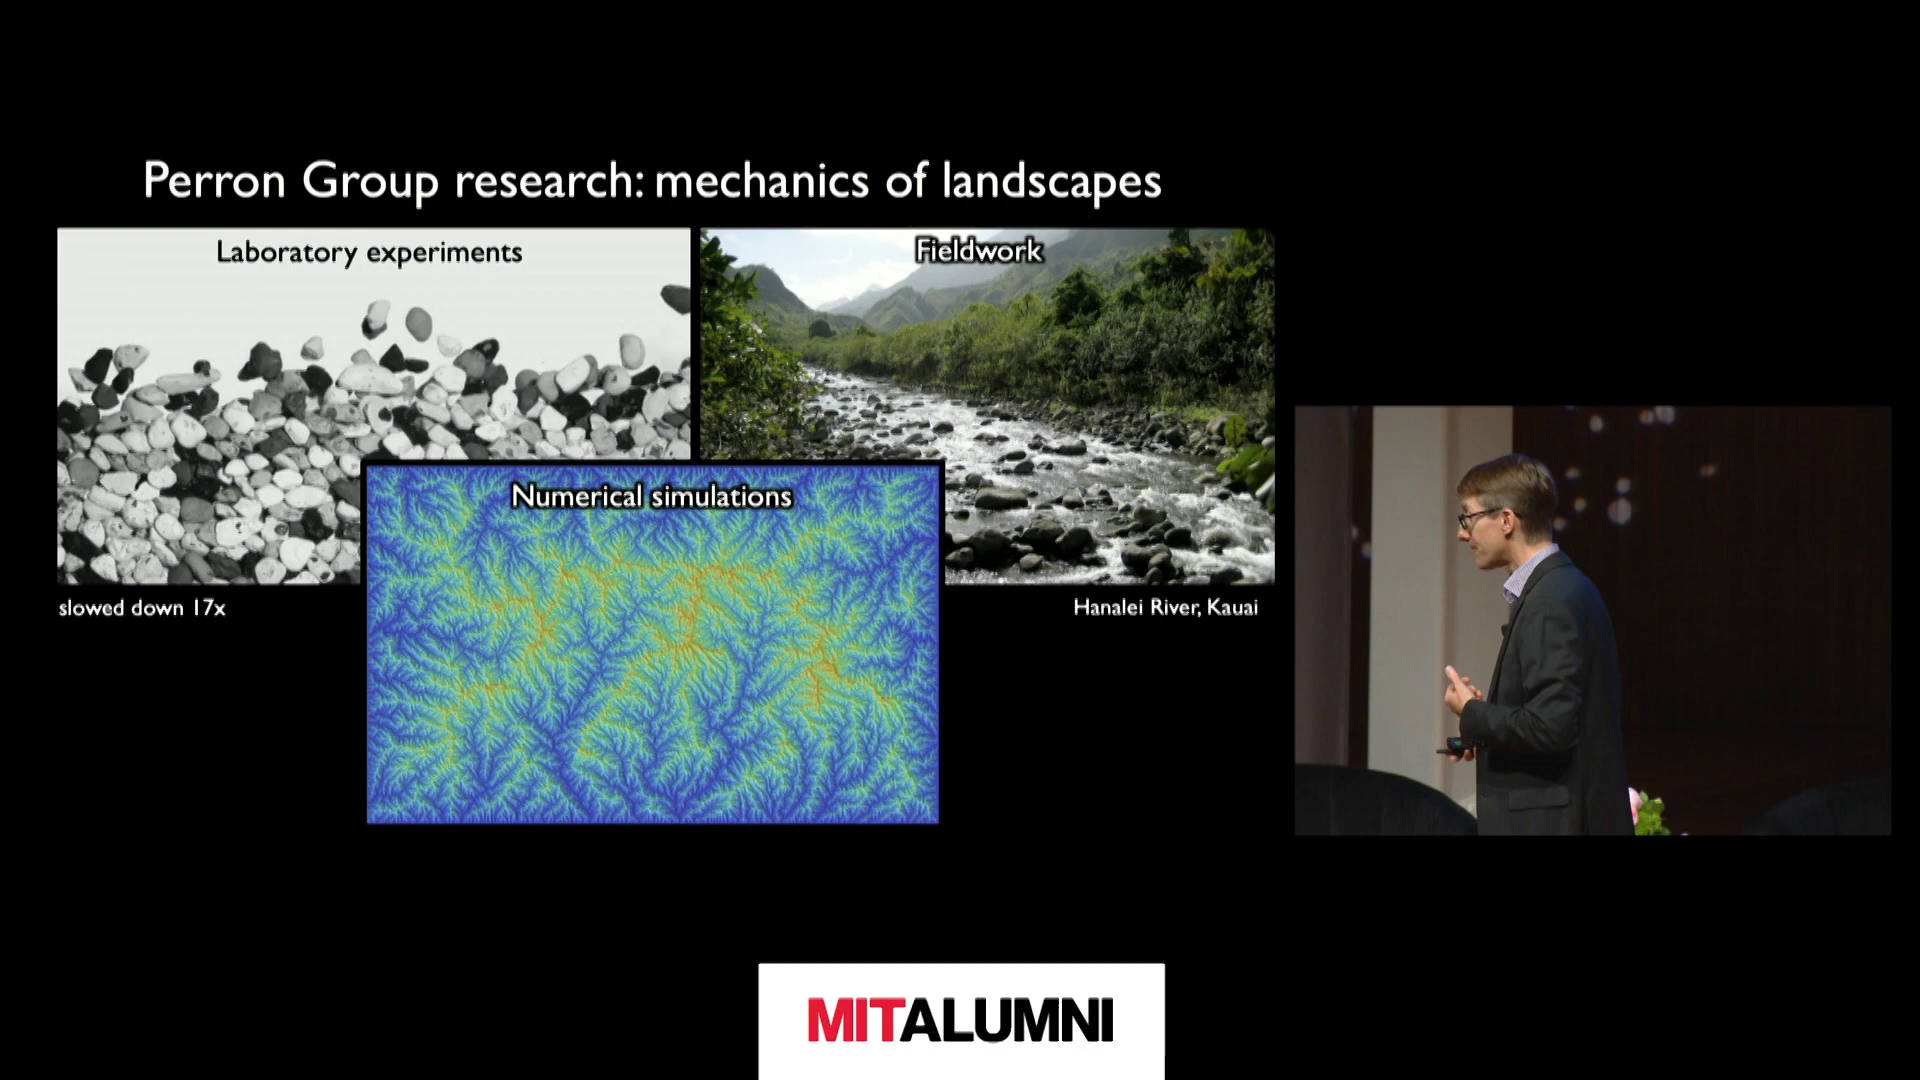 Perron Group research: mechanics of landscapes
Laboratory experiments
Fieldwork
Numerical simulations
slowed down 17x
Hanalei River, Kauai
MITALUMNI